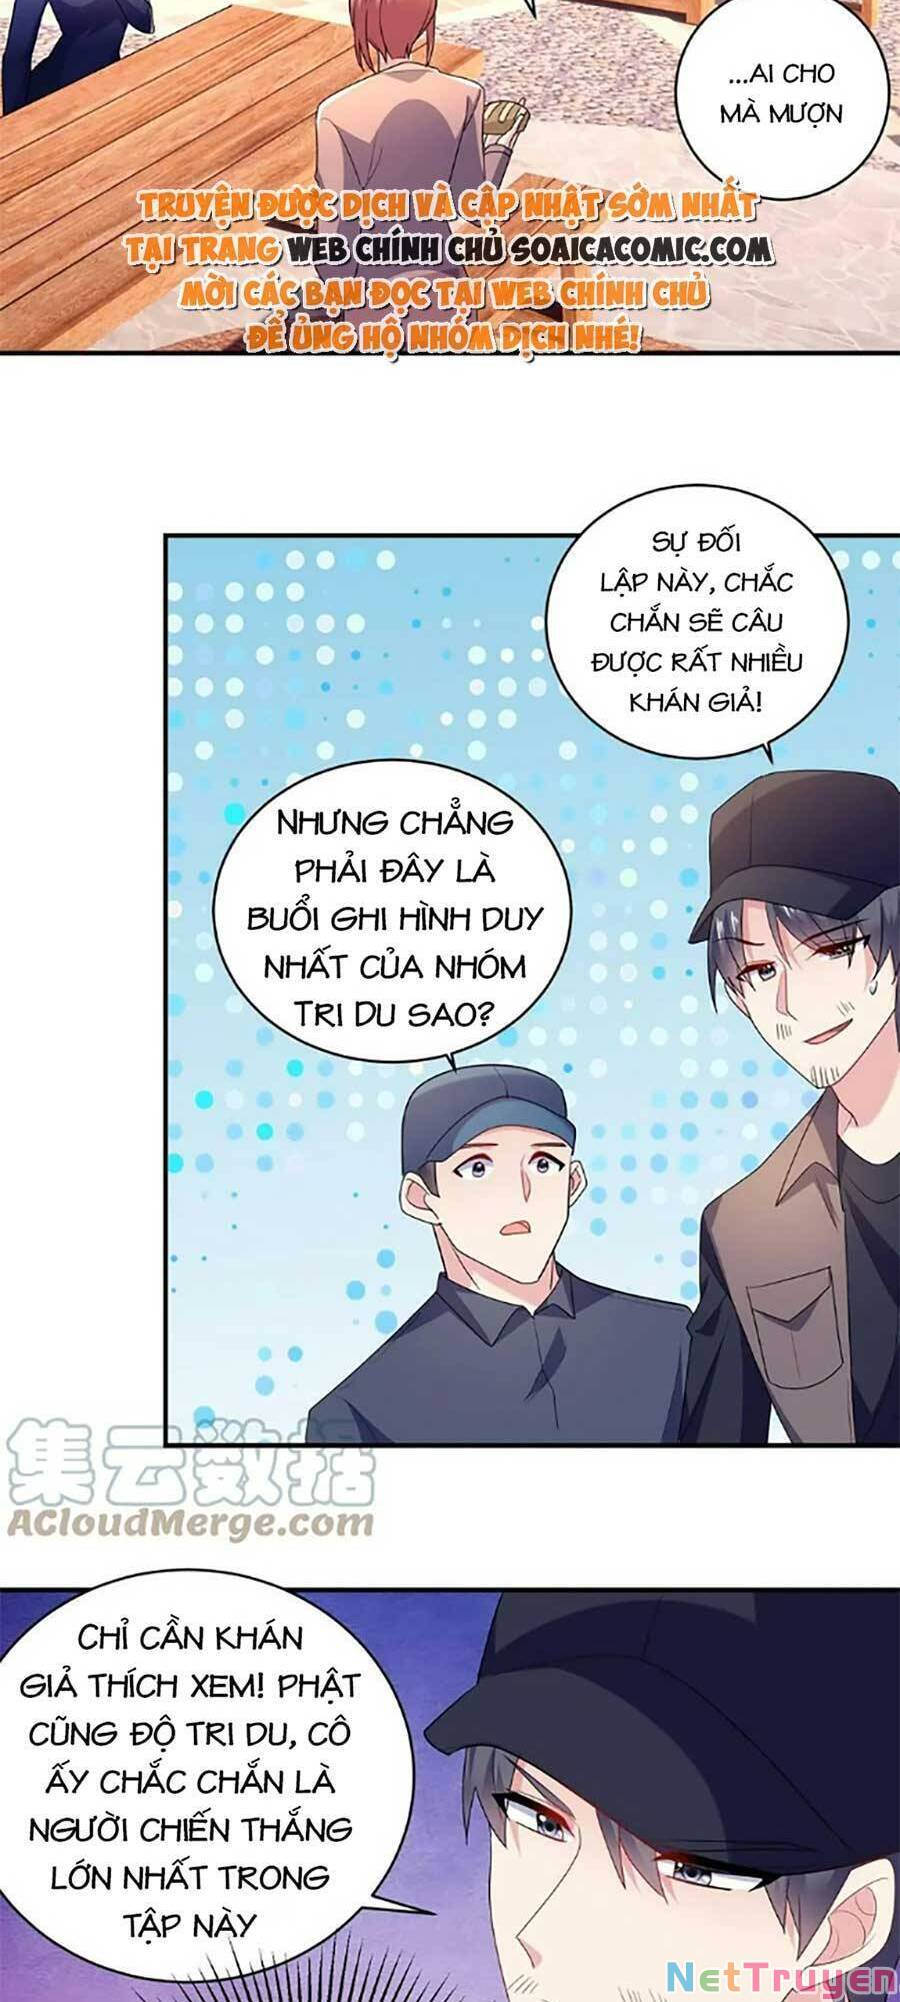 ...AI CHO
MÀ MƯỢN
TRUYỆN ĐƯỢC DỊCH VÀ CẬP NHẬT SỚM NHẤT
TẠI TRANG WEB CHÍNH CHỦ SOAICACOMIC.COM
MỜI CÁC BẠN ĐỌC TẠI WEB CHÍNH CHỦ
ĐỂ ỦNG HỘ NHÓM DỊCH NHÉ!
SỰ ĐỐI
LẬP NÀY, CHẮC
CHẮN SẼ CÂU
ĐƯỢC RẤT NHIỀU
KHÁN GIẢ!
NHƯNG CHẲNG
PHẢI ĐÂY LÀ
BUỔI GHI HÌNH DUY
NHẤT CỦA NHÓM
TRI DU SAO?
集云数据
ACloudMerge.com
CHỈ CẦN KHÁN
GIẢ THÍCH XEM! PHẬT
CŨNG ĐỘ TRI DU, CÔ
ẤY CHẮC CHẮN LÀ
NGƯỜI CHIẾN THẮNG
LỚN NHẤT TRONG
TẬP NÀY
NetTruyen